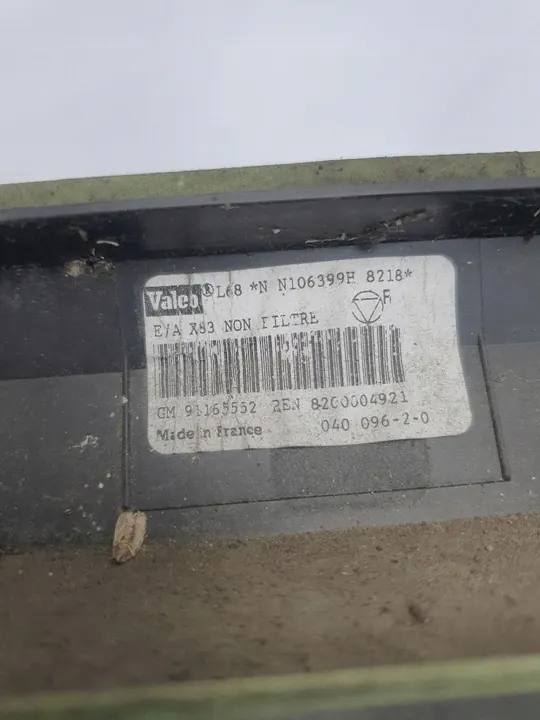 Valeo® L68 *N N106399H 8218*
E/A X83 NON FILTRE
R
GM 91165552 REN 8200004921
Made in France 040 096-2-0